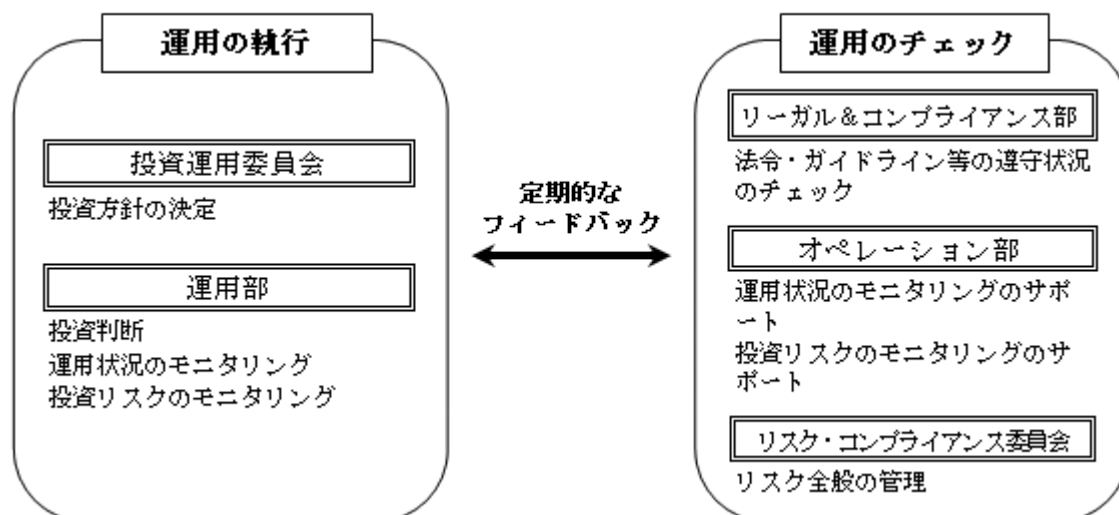 運用の執行
投資運用委員会
投資方針の決定
運用部
投資判断
運用状況のモニタリング
投資リスクのモニタリング
定期的な
フィードバック
運用のチェック
リーガル&コンプライアンス部
法令・ガイドライン等の遵守状況
のチェック
オペレーション部
運用状況のモニタリングのサポ
ート
投資リスクのモニタリングのサ
ポート
リスク・コンプライアンス委員会
リスク全般の管理